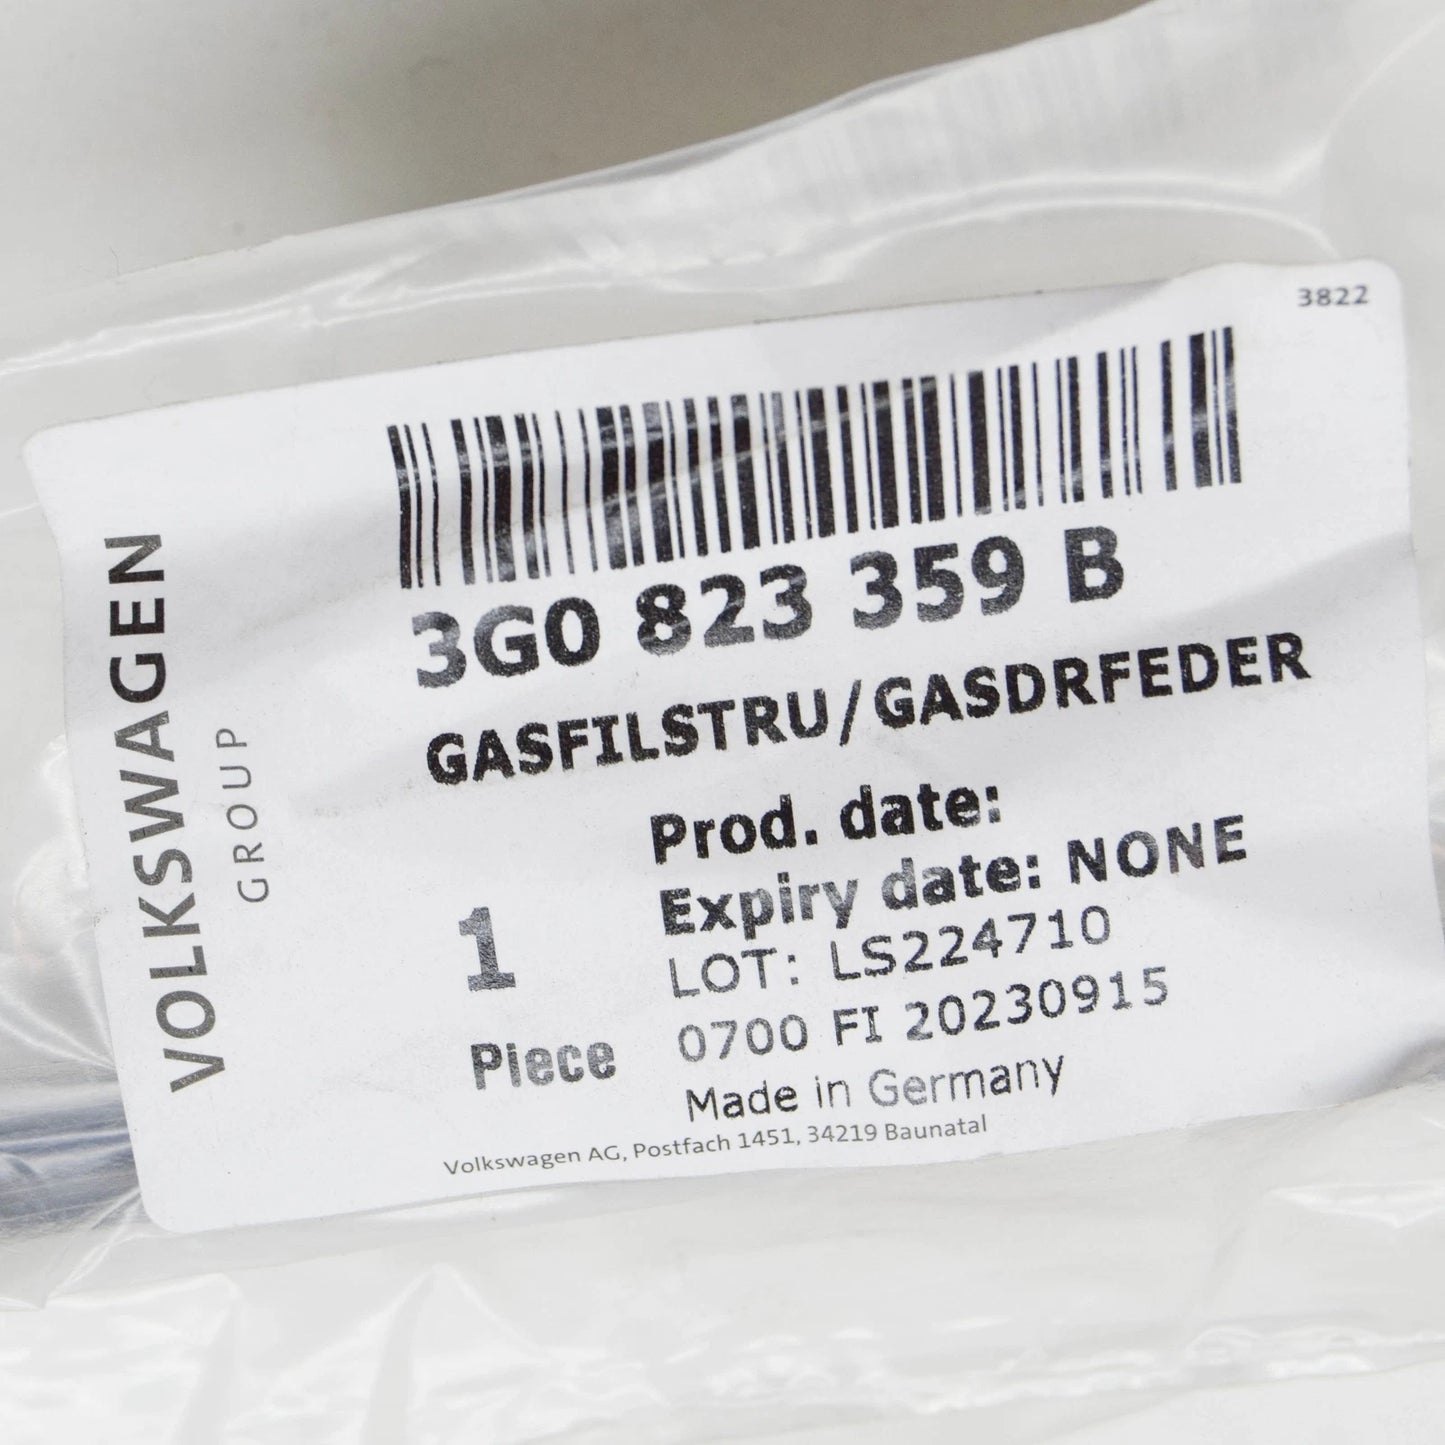 3822
VOLKSWAGEN
GROUP
3G0 823 359 B
GASFILSTRU/GASDRFEDER
Prod. date:
Expiry date: NONE
LOT: LS224710
0700 FI 20230915
1
Piece
Made in Germany
Volkswagen AG, Postfach 1451, 34219 Baunatal